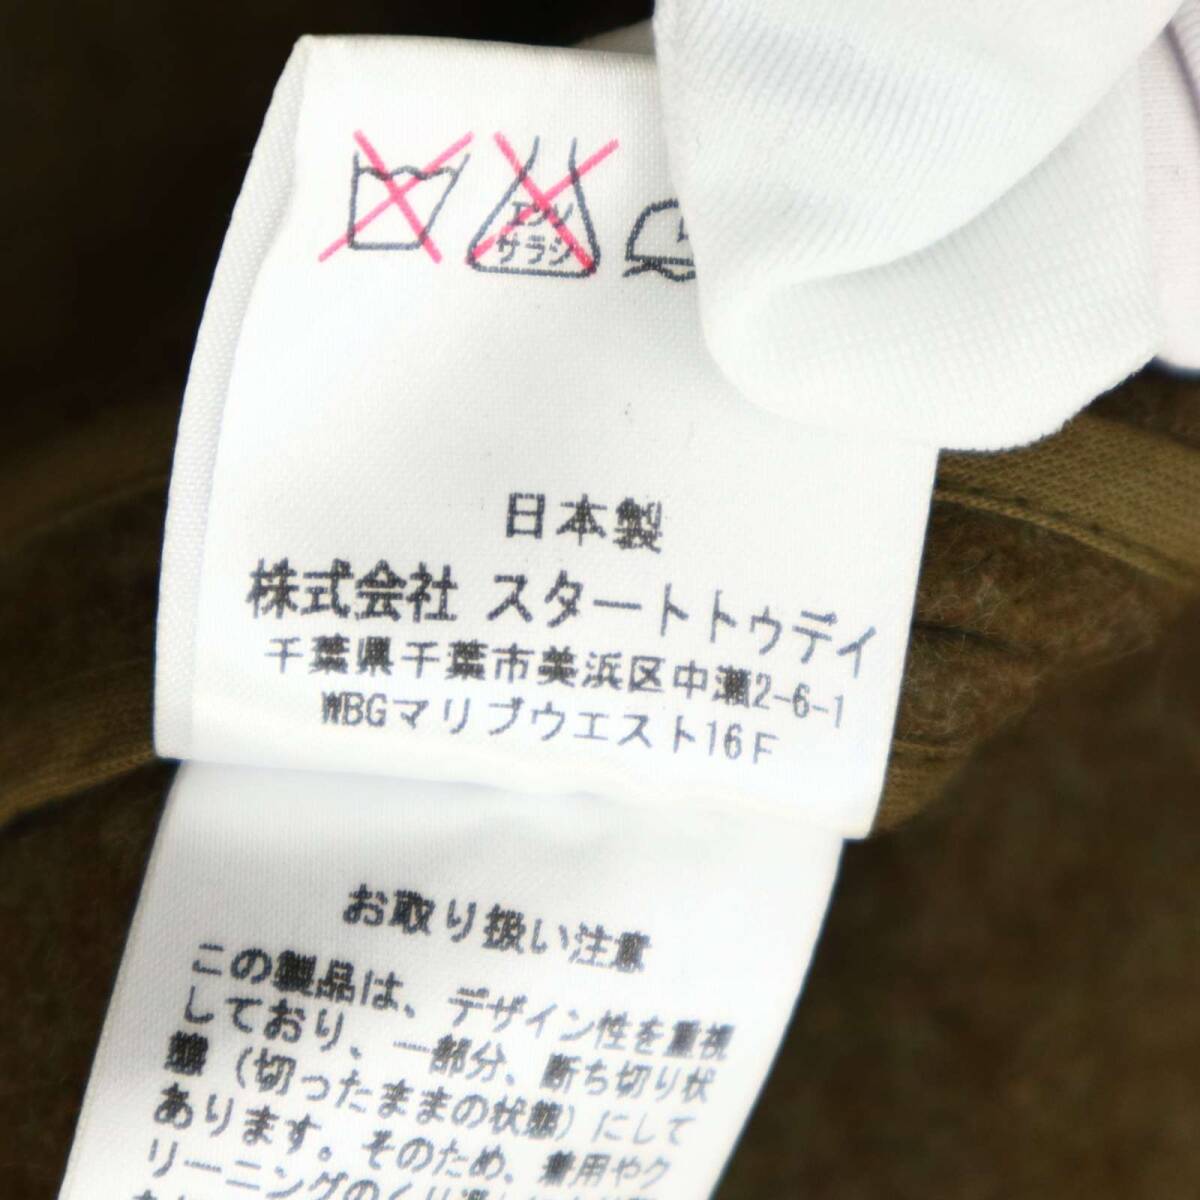 エンソ
サラシ
日本製
株式会社 スタートトゥデイ
千葉県千葉市美浜区中瀬2-6-1
WBGマリブウエスト16F
お取り扱い注意
この製品は、デザイン性を重視
しており、一部分、断ち切り状
態（切ったままの状態）にして
あります。そのため、着用やク
リーニングのくり返し